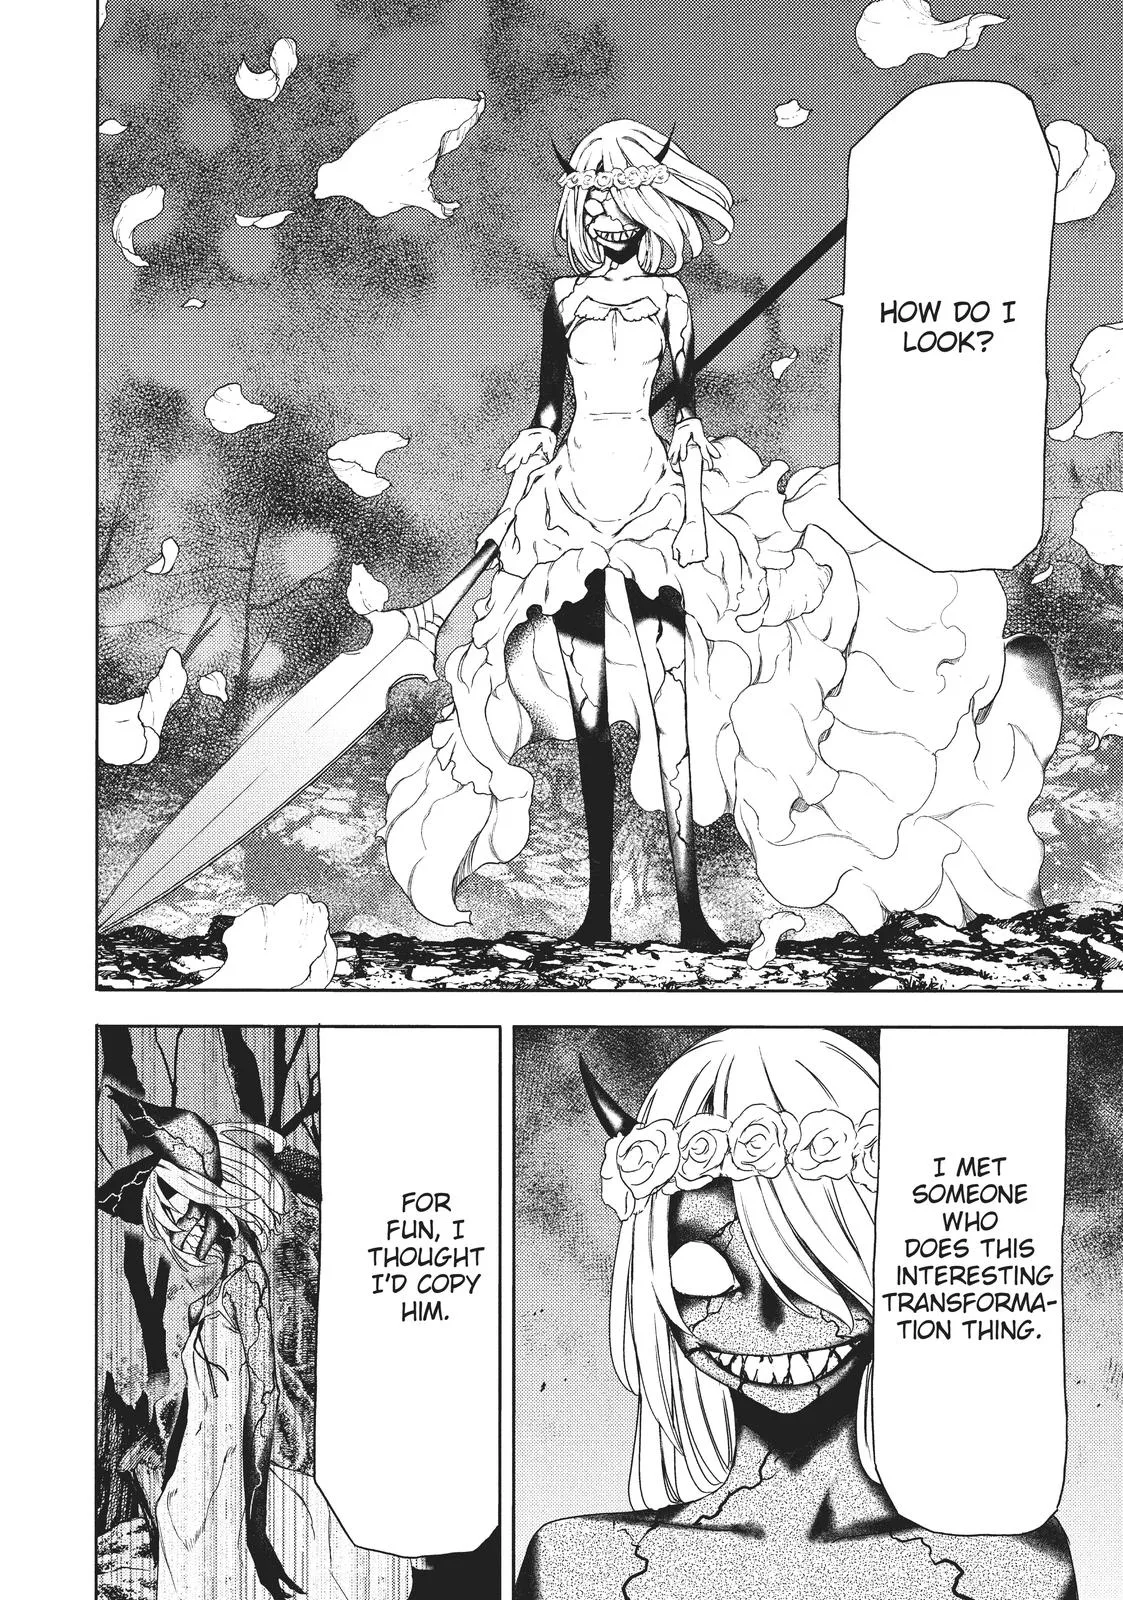 HOW DO I
LOOK?
I MET
SOMEONE
WHO
DOES THIS
INTERESTING
TRANSFORMA-
TION THING.
FOR
FUN, I
THOUGHT
I'D COPY
HIM.